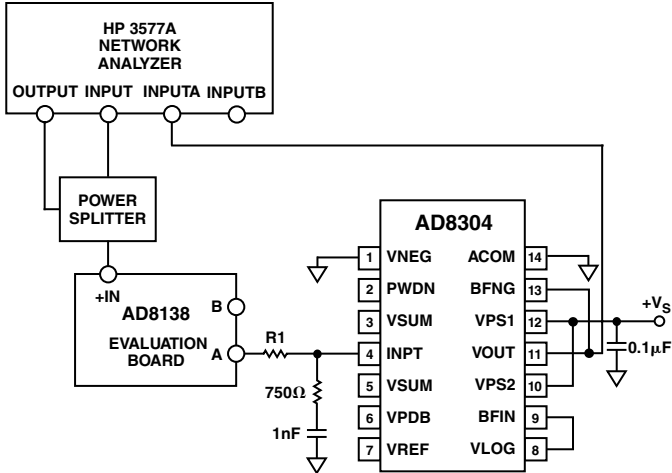 HP 3577A
NETWORK
ANALYZER
OUTPUT INPUT INPUTA INPUTB
POWER
SPLITTER
+IN
AD8138
B
EVALUATION
BOARD
A
R1
750Ω
1nF
AD8304
1 VNEG ACOM 14
2 PWDN BFNG 13
3 VSUM VPS1 12
4 INPT VOUT 11
5 VSUM VPS2 10
6 VPDB BFIN 9
7 VREF VLOG 8
+VS
0.1μF